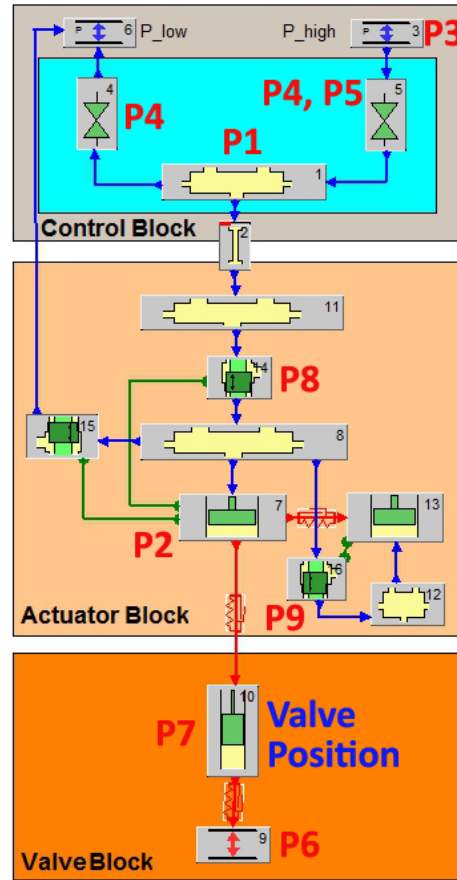 P 6 P_low P_high P 3 P3
4 5
P4 P4, P5
P1
1
Control Block
2
11
14
P8
15 8
7 13
P2
16
12
P9
Actuator Block
10
P7 Valve
Position
9
P6
Valve Block